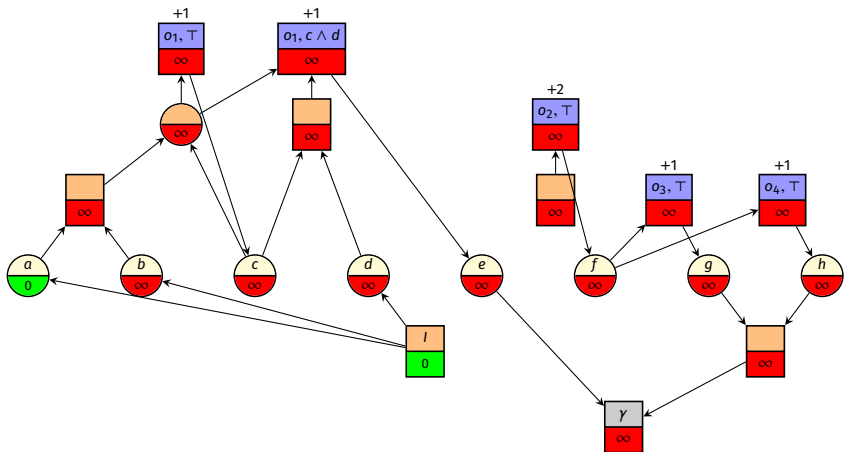 +1 +1
o₁, ⊤ o₁, c ∧ d
∞ ∞
+2
o₂, ⊤
∞ ∞ ∞
+1 +1
o₃, ⊤ o₄, ⊤
∞ ∞ ∞ ∞
a b c d e f g h
0 ∞ ∞ ∞ ∞ ∞ ∞ ∞
I
0 ∞
γ
∞